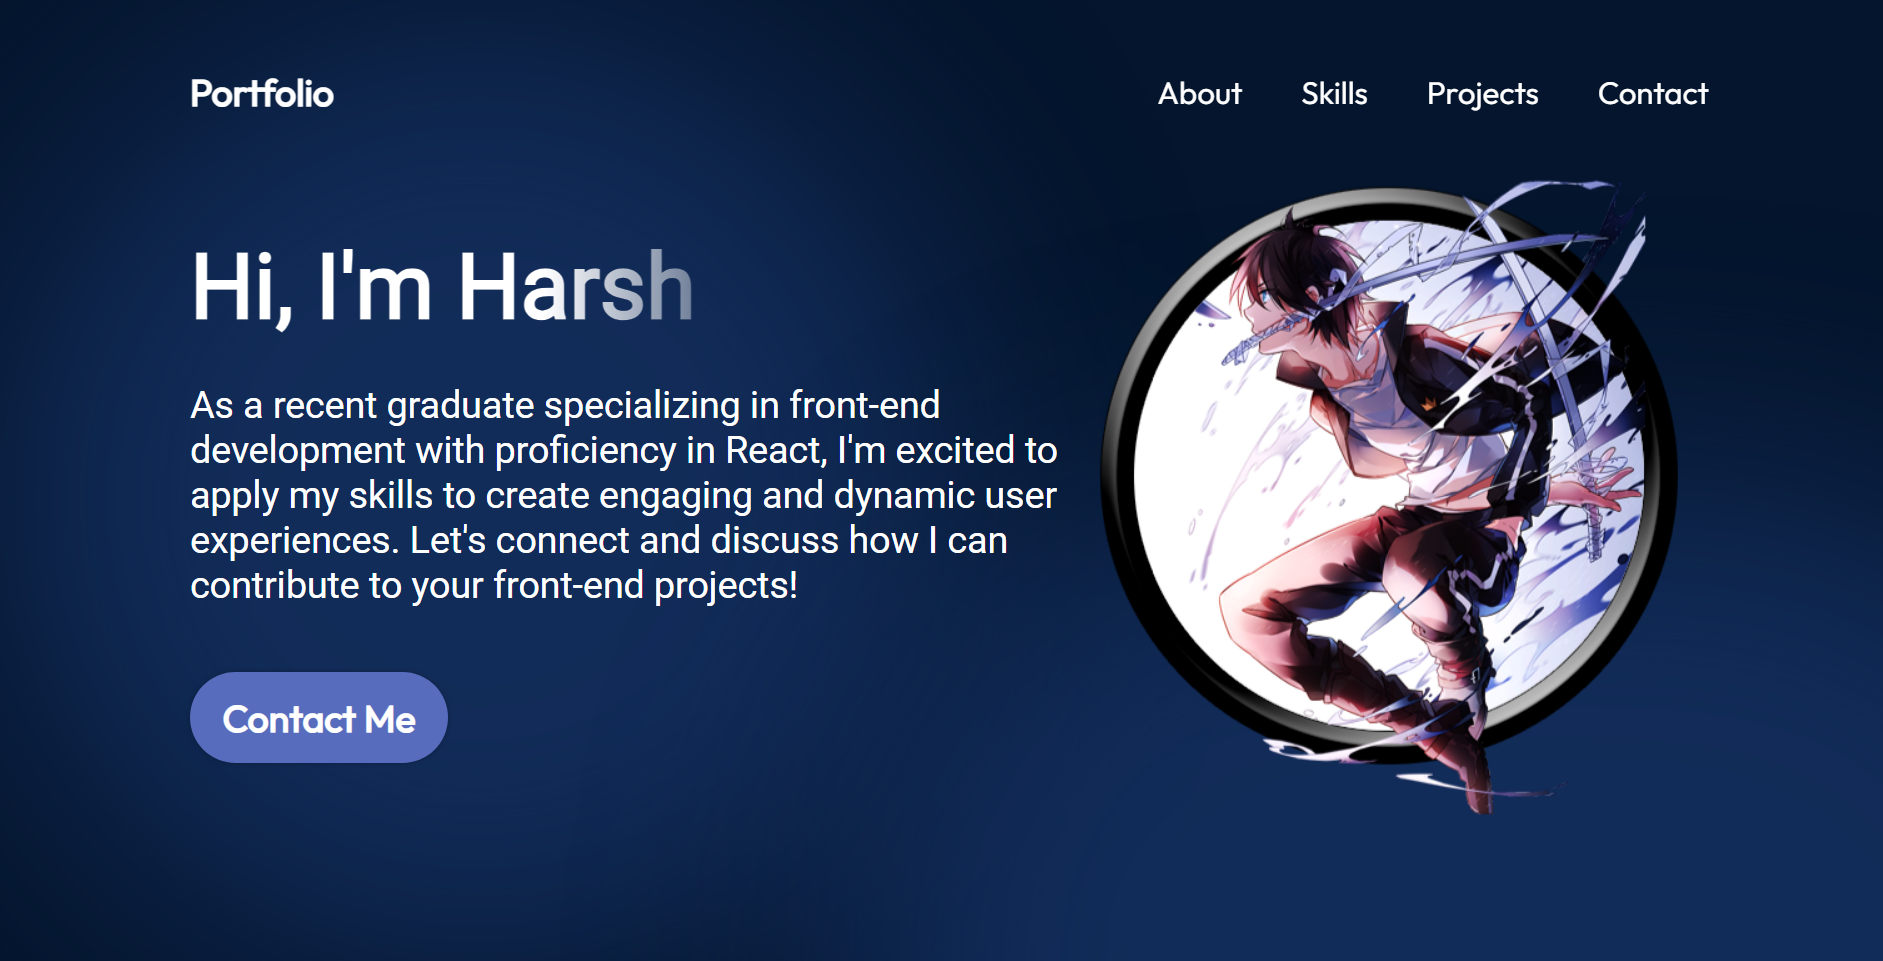 Portfolio
About Skills Projects Contact
Hi, I'm Harsh
As a recent graduate specializing in front-end
development with proficiency in React, I'm excited to
apply my skills to create engaging and dynamic user
experiences. Let's connect and discuss how I can
contribute to your front-end projects!
Contact Me